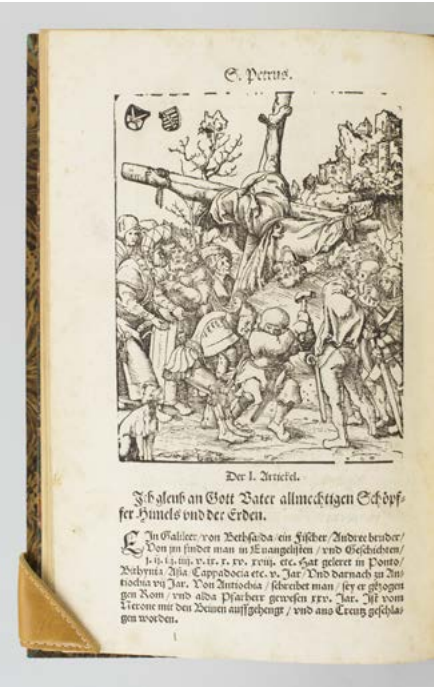 S. Petrus.
Der I. Artickel.
Ich gleub an Gott Vater allmechtigen Schöpf-
fer Himels vnd der Erden.
EIn Galileer/von Bethsaida/ein Fischer/Andree bruder/
Von jm findet man in Euangelisten / vnd Geschichten/
j. ij. iij. iiij. v. ix. x. xv. xviij. etc. Hat geleret in Ponto/
Bithynia/Asia/Cappadocia etc. v. Jar/Vnd darnach zu An-
tiochia vij Jar. Von Antiochia / schreibet man / sey er gezogen
gen Rom / vnd alda Pfarherr gewesen xxv. Jar. Ist vom
Nerone mit den Beinen auffgehengt / vnd ans Creutz geschla-
gen worden.